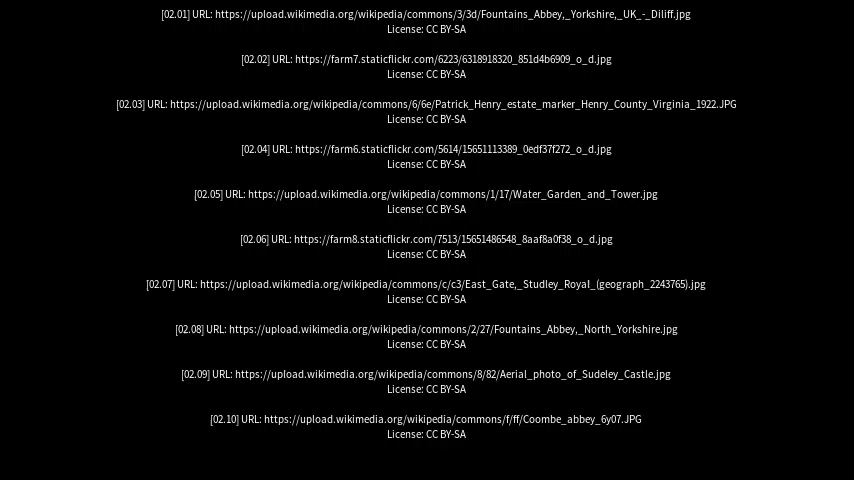 [02.01] URL: https://upload.wikimedia.org/wikipedia/commons/3/3d/Fountains_Abbey,_Yorkshire,_UK_-_Diliff.jpg
License: CC BY-SA
[02.02] URL: https://farm7.staticflickr.com/6223/6318918320_851d4b6909_o_d.jpg
License: CC BY-SA
[02.03] URL: https://upload.wikimedia.org/wikipedia/commons/6/6e/Patrick_Henry_estate_marker_Henry_County_Virginia_1922.JPG
License: CC BY-SA
[02.04] URL: https://farm6.staticflickr.com/5614/15651113389_0edf37f272_o_d.jpg
License: CC BY-SA
[02.05] URL: https://upload.wikimedia.org/wikipedia/commons/1/17/Water_Garden_and_Tower.jpg
License: CC BY-SA
[02.06] URL: https://farm8.staticflickr.com/7513/15651486548_8aaf8a0f38_o_d.jpg
License: CC BY-SA
[02.07] URL: https://upload.wikimedia.org/wikipedia/commons/c/c3/East_Gate,_Studley_Royal_(geograph_2243765).jpg
License: CC BY-SA
[02.08] URL: https://upload.wikimedia.org/wikipedia/commons/2/27/Fountains_Abbey,_North_Yorkshire.jpg
License: CC BY-SA
[02.09] URL: https://upload.wikimedia.org/wikipedia/commons/8/82/Aerial_photo_of_Sudeley_Castle.jpg
License: CC BY-SA
[02.10] URL: https://upload.wikimedia.org/wikipedia/commons/f/ff/Coombe_abbey_6y07.JPG
License: CC BY-SA